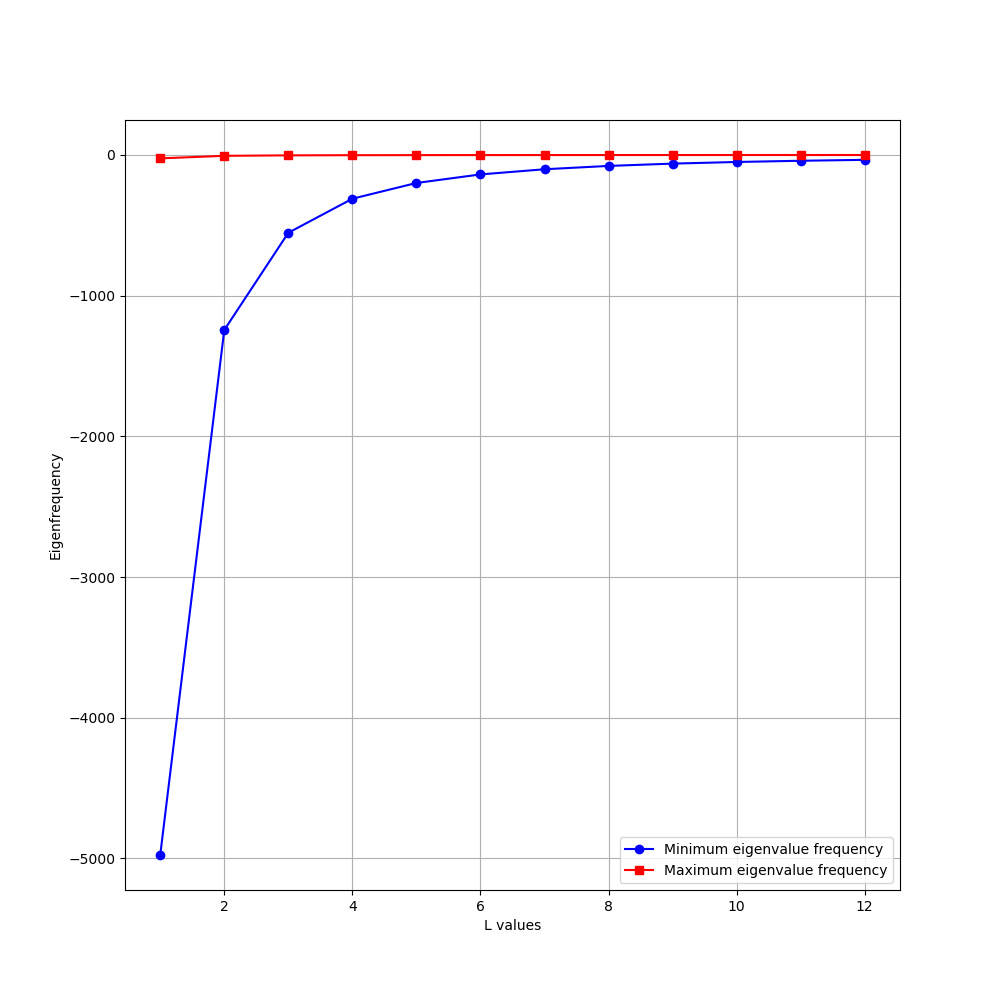 0
−1000
−2000
−3000
−4000
−5000
Eigenfrequency
2 4 6 8 10 12
L values
Minimum eigenvalue frequency
Maximum eigenvalue frequency